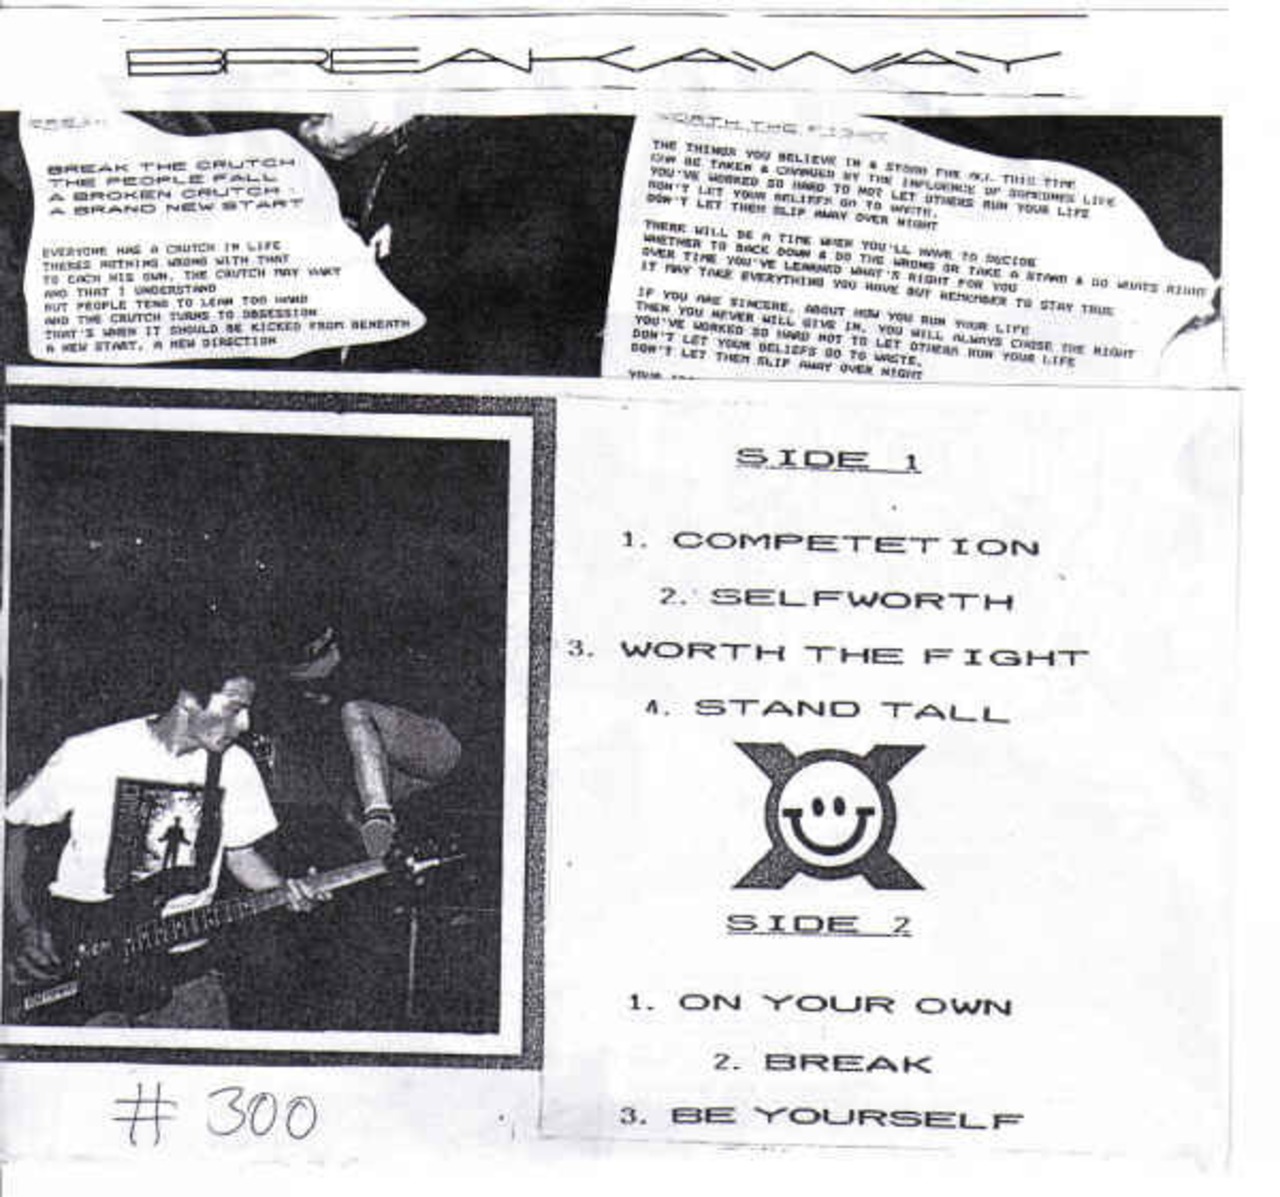 BREAKAWAY
BREAK
BREAK THE CRUTCH
THE PEOPLE FALL
A BROKEN CRUTCH
A BRAND NEW START
EVERYONE HAS A CRUTCH IN LIFE
THERES NOTHING WRONG WITH THAT
TO EACH HIS OWN, THE CRUTCH MAY VARY
AND THAT I UNDERSTAND
BUT PEOPLE TEND TO LEAN TOO HARD
AND THE CRUTCH TURNS TO OBSESSION
THAT'S WHEN IT SHOULD BE KICKED FROM BENEATH
A NEW START, A NEW DIRECTION
WORTH THE FIGHT
THE THINGS YOU BELIEVE IN & STAND FOR ALL THIS TIME
CAN BE TAKEN & CHANGED BY THE INFLUENCE OF SOMEONES LIFE
YOU'VE WORKED SO HARD TO NOT LET OTHERS RUN YOUR LIFE
DON'T LET YOUR BELIEFS GO TO WASTE.
DON'T LET THEM SLIP AWAY OVER NIGHT
THERE WILL BE A TIME WHEN YOU'LL HAVE TO DECIDE
WHETHER TO BACK DOWN & DO THE WRONG OR TAKE A STAND & DO WHATS RIGHT
OVER TIME YOU'VE LEARNED WHAT'S RIGHT FOR YOU
IT MAY TAKE EVERYTHING YOU HAVE BUT REMEMBER TO STAY TRUE
IF YOU ARE SINCERE, ABOUT HOW YOU RUN YOUR LIFE
THEN YOU NEVER WILL GIVE IN, YOU WILL ALWAYS CHOSE THE RIGHT
YOU'VE WORKED SO HARD NOT TO LET OTHERS RUN YOUR LIFE
DON'T LET YOUR BELIEFS GO TO WASTE.
DON'T LET THEM SLIP AWAY OVER NIGHT
YOUR
SIDE 1
1. COMPETETION
2. SELFWORTH
3. WORTH THE FIGHT
4. STAND TALL
SIDE 2
1. ON YOUR OWN
2. BREAK
3. BE YOURSELF
# 300